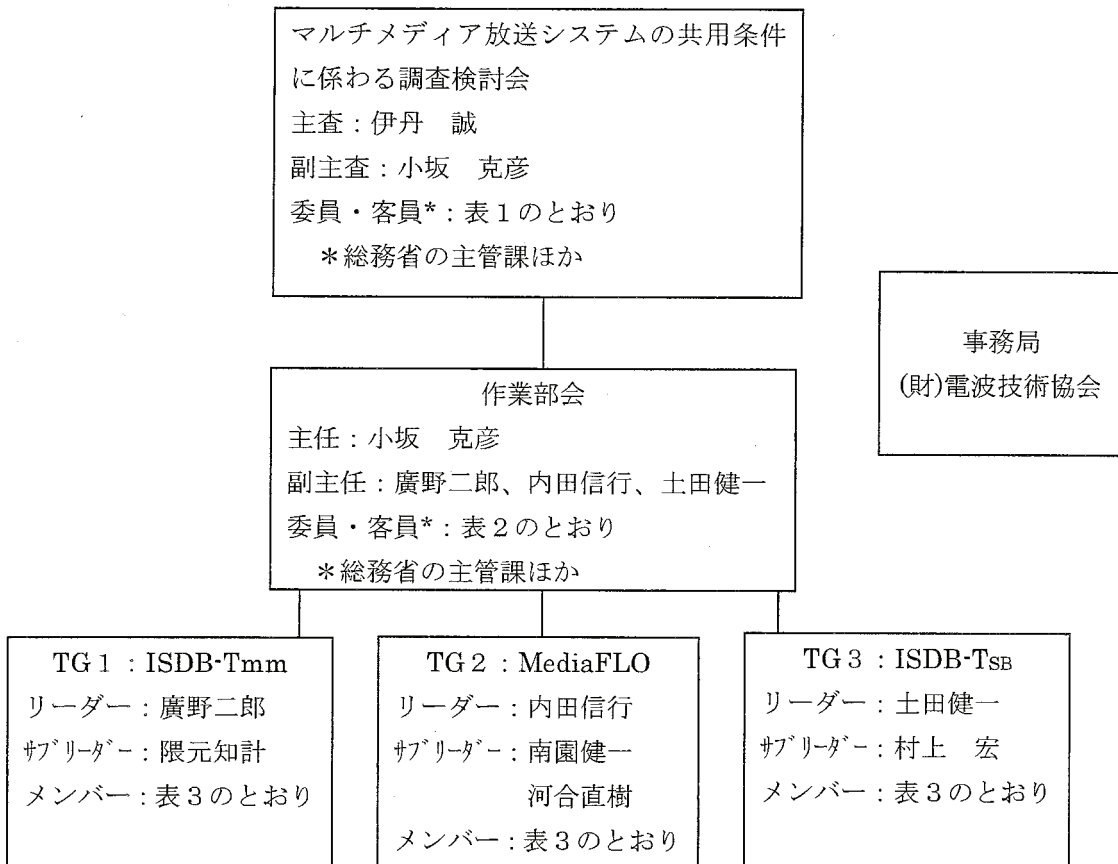 マルチメディア放送システムの共用条件
に係わる調査検討会
主査：伊丹　誠
副主査：小坂　克彦
委員・客員*：表１のとおり
＊総務省の主管課ほか
事務局
(財)電波技術協会
作業部会
主任：小坂　克彦
副主任：廣野二郎、内田信行、土田健一
委員・客員*：表２のとおり
＊総務省の主管課ほか
TG１：ISDB-Tmm
リーダー：廣野二郎
ｻﾌﾞﾘｰﾀﾞｰ：隈元知計
メンバー：表３のとおり
TG２：MediaFLO
リーダー：内田信行
ｻﾌﾞﾘｰﾀﾞｰ：南園健一
河合直樹
メンバー：表３のとおり
TG３：ISDB-TSB
リーダー：土田健一
ｻﾌﾞﾘｰﾀﾞｰ：村上　宏
メンバー：表３のとおり